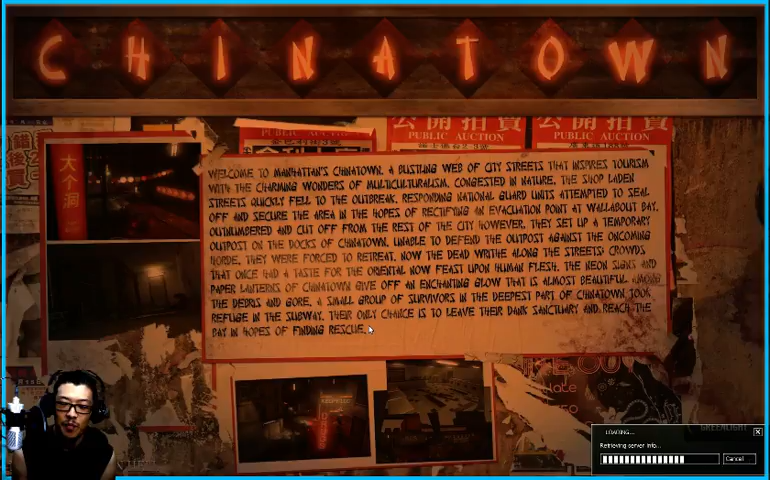 CHINATOWN
公開拍賣 公開拍賣
PUBLIC AUCTION PUBLIC AUCTION PUBLIC AUCTION
WELCOME TO MANHATTAN'S CHINATOWN. A BUSTLING WEB OF CITY STREETS THAT INSPIRES TOURISM
WITH THE CHARMING WONDERS OF MULTICULTURALISM. CONGESTED IN NATURE, THE SHOP LADEN
STREETS QUICKLY FELL TO THE OUTBREAK. RESPONDING NATIONAL GUARD UNITS ATTEMPTED TO SEAL
OFF AND SECURE THE AREA IN THE HOPES OF RECTIFYING AN EVACUATION POINT AT WALLABOUT BAY.
OUTNUMBERED AND CUT OFF FROM THE REST OF THE CITY HOWEVER, THEY SET UP A TEMPORARY
OUTPOST ON THE DOCKS OF CHINATOWN. UNABLE TO DEFEND THE OUTPOST AGAINST THE ONCOMING
HORDE, THEY WERE FORCED TO RETREAT. NOW THE DEAD WRITHE ALONG THE STREETS; CROWDS
THAT ONCE HAD A TASTE FOR THE ORIENTAL NOW FEAST UPON HUMAN FLESH. THE NEON SIGNS AND
PAPER LANTERNS OF CHINATOWN GIVE OFF AN ENCHANTING GLOW THAT IS ALMOST BEAUTIFUL. AMONG
THE DEBRIS AND GORE, A SMALL GROUP OF SURVIVORS IN THE DEEPEST PART OF CHINATOWN TOOK
REFUGE IN THE SUBWAY. THEIR ONLY CHANCE IS TO LEAVE THEIR DANK SANCTUARY AND REACH THE
BAY IN HOPES OF FINDING RESCUE.
LOADING...
Retrieving server info...
Cancel